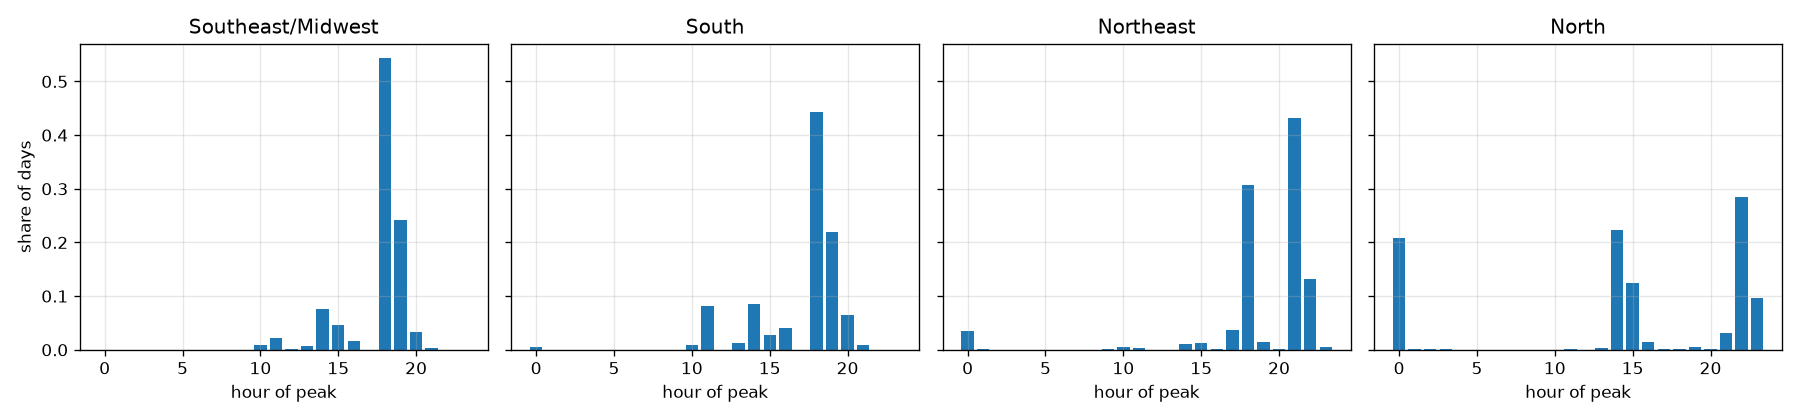 Southeast/Midwest
South
Northeast
North
share of days
0.5
0.4
0.3
0.2
0.1
0.0
0 5 10 15 20
0 5 10 15 20
0 5 10 15 20
0 5 10 15 20
hour of peak
hour of peak
hour of peak
hour of peak